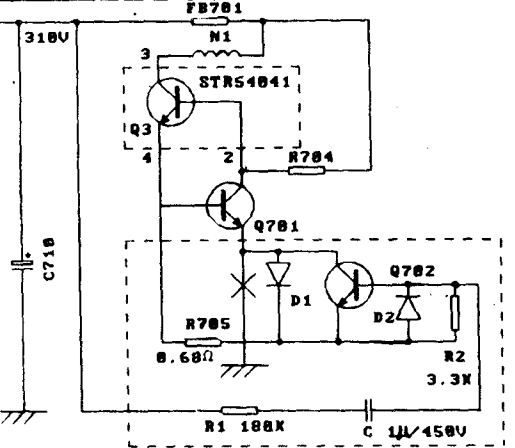 FB701
310V
N1
3
STR54041
Q3
4
2
R704
Q701
C710
+
Q702
D1
D2
R705
0.68Ω
R2
3.3K
R1 180K
C 1μ/450V